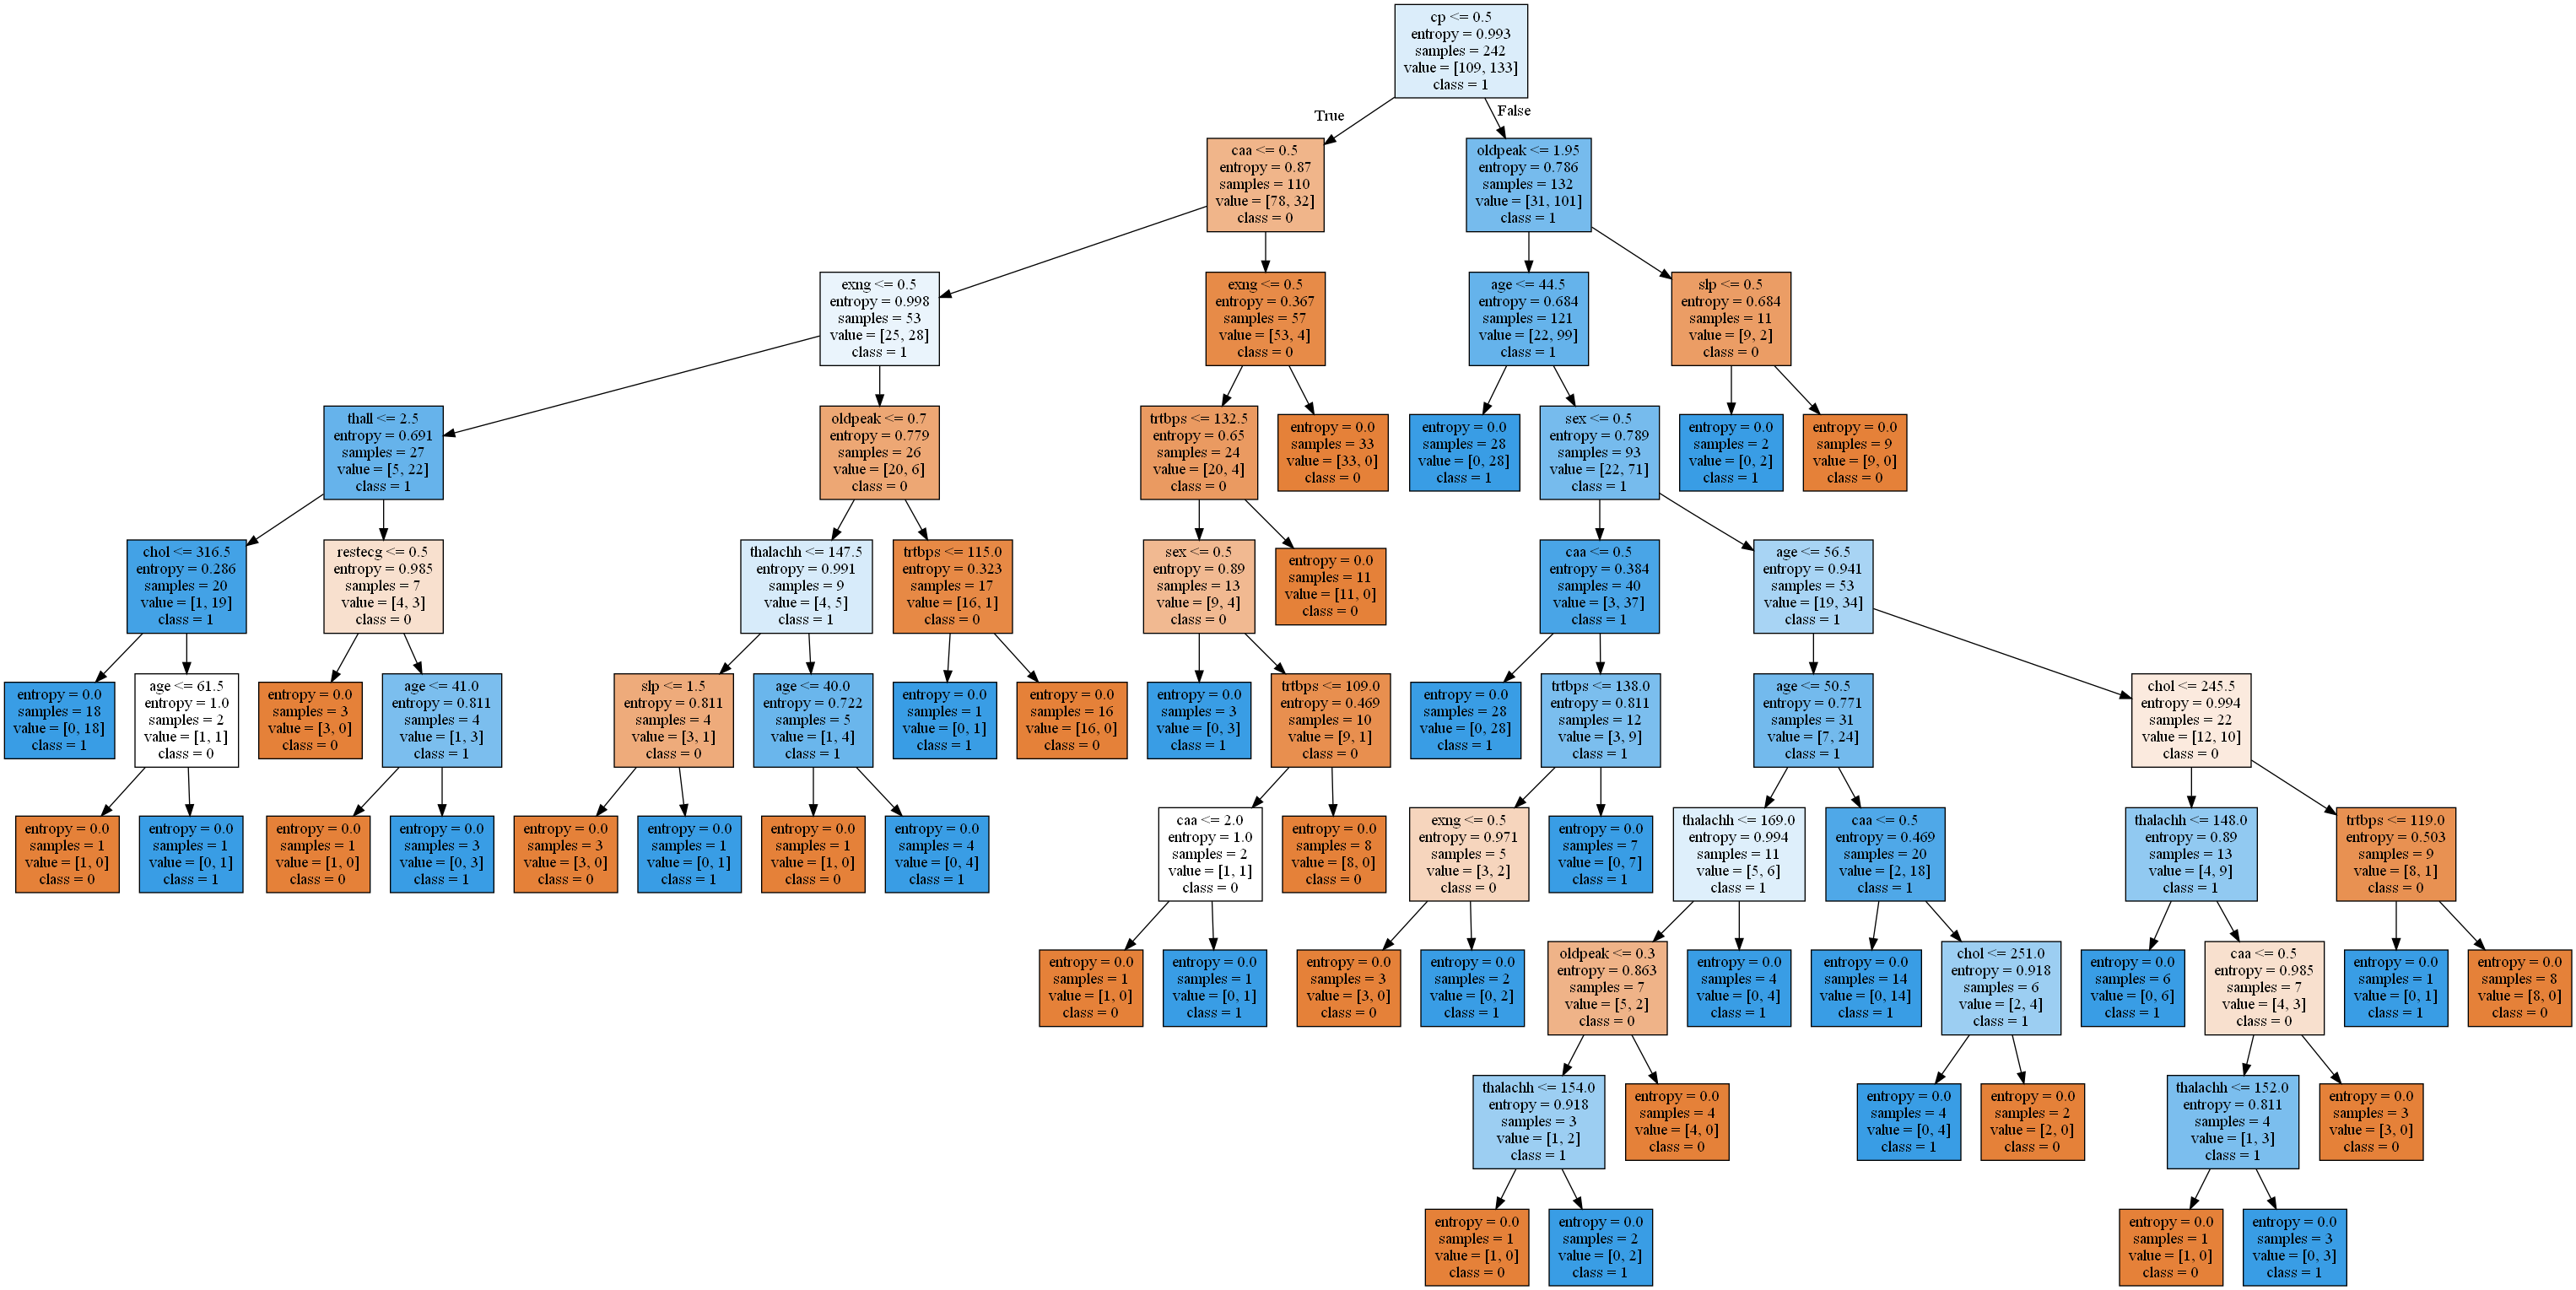 cp <= 0.5
entropy = 0.993
samples = 242
value = [109, 133]
class = 1
True
False
caa <= 0.5
entropy = 0.87
samples = 110
value = [78, 32]
class = 0
oldpeak <= 1.95
entropy = 0.786
samples = 132
value = [31, 101]
class = 1
exng <= 0.5
entropy = 0.998
samples = 53
value = [25, 28]
class = 1
exng <= 0.5
entropy = 0.367
samples = 57
value = [53, 4]
class = 0
age <= 44.5
entropy = 0.684
samples = 121
value = [22, 99]
class = 1
slp <= 0.5
entropy = 0.684
samples = 11
value = [9, 2]
class = 0
thall <= 2.5
entropy = 0.691
samples = 27
value = [5, 22]
class = 1
oldpeak <= 0.7
entropy = 0.779
samples = 26
value = [20, 6]
class = 0
trtbps <= 132.5
entropy = 0.65
samples = 24
value = [20, 4]
class = 0
entropy = 0.0
samples = 33
value = [33, 0]
class = 0
entropy = 0.0
samples = 28
value = [0, 28]
class = 1
sex <= 0.5
entropy = 0.789
samples = 93
value = [22, 71]
class = 1
entropy = 0.0
samples = 2
value = [0, 2]
class = 1
entropy = 0.0
samples = 9
value = [9, 0]
class = 0
chol <= 316.5
entropy = 0.286
samples = 20
value = [1, 19]
class = 1
restecg <= 0.5
entropy = 0.985
samples = 7
value = [4, 3]
class = 0
thalachh <= 147.5
entropy = 0.991
samples = 9
value = [4, 5]
class = 1
trtbps <= 115.0
entropy = 0.323
samples = 17
value = [16, 1]
class = 0
sex <= 0.5
entropy = 0.89
samples = 13
value = [9, 4]
class = 0
entropy = 0.0
samples = 11
value = [11, 0]
class = 0
caa <= 0.5
entropy = 0.384
samples = 40
value = [3, 37]
class = 1
age <= 56.5
entropy = 0.941
samples = 53
value = [19, 34]
class = 1
entropy = 0.0
samples = 18
value = [0, 18]
class = 1
age <= 61.5
entropy = 1.0
samples = 2
value = [1, 1]
class = 0
entropy = 0.0
samples = 3
value = [3, 0]
class = 0
age <= 41.0
entropy = 0.811
samples = 4
value = [1, 3]
class = 1
slp <= 1.5
entropy = 0.811
samples = 4
value = [3, 1]
class = 0
age <= 40.0
entropy = 0.722
samples = 5
value = [1, 4]
class = 1
entropy = 0.0
samples = 1
value = [0, 1]
class = 1
entropy = 0.0
samples = 16
value = [16, 0]
class = 0
entropy = 0.0
samples = 3
value = [0, 3]
class = 1
trtbps <= 109.0
entropy = 0.469
samples = 10
value = [9, 1]
class = 0
entropy = 0.0
samples = 28
value = [0, 28]
class = 1
trtbps <= 138.0
entropy = 0.811
samples = 12
value = [3, 9]
class = 1
age <= 50.5
entropy = 0.771
samples = 31
value = [7, 24]
class = 1
chol <= 245.5
entropy = 0.994
samples = 22
value = [12, 10]
class = 0
entropy = 0.0
samples = 1
value = [1, 0]
class = 0
entropy = 0.0
samples = 1
value = [0, 1]
class = 1
entropy = 0.0
samples = 1
value = [1, 0]
class = 0
entropy = 0.0
samples = 3
value = [0, 3]
class = 1
entropy = 0.0
samples = 3
value = [3, 0]
class = 0
entropy = 0.0
samples = 1
value = [0, 1]
class = 1
entropy = 0.0
samples = 1
value = [1, 0]
class = 0
entropy = 0.0
samples = 4
value = [0, 4]
class = 1
caa <= 2.0
entropy = 1.0
samples = 2
value = [1, 1]
class = 0
entropy = 0.0
samples = 8
value = [8, 0]
class = 0
exng <= 0.5
entropy = 0.971
samples = 5
value = [3, 2]
class = 0
entropy = 0.0
samples = 7
value = [0, 7]
class = 1
thalachh <= 169.0
entropy = 0.994
samples = 11
value = [5, 6]
class = 1
caa <= 0.5
entropy = 0.469
samples = 20
value = [2, 18]
class = 1
thalachh <= 148.0
entropy = 0.89
samples = 13
value = [4, 9]
class = 1
trtbps <= 119.0
entropy = 0.503
samples = 9
value = [8, 1]
class = 0
entropy = 0.0
samples = 1
value = [1, 0]
class = 0
entropy = 0.0
samples = 1
value = [0, 1]
class = 1
entropy = 0.0
samples = 3
value = [3, 0]
class = 0
entropy = 0.0
samples = 2
value = [0, 2]
class = 1
oldpeak <= 0.3
entropy = 0.863
samples = 7
value = [5, 2]
class = 0
entropy = 0.0
samples = 4
value = [0, 4]
class = 1
entropy = 0.0
samples = 14
value = [0, 14]
class = 1
chol <= 251.0
entropy = 0.918
samples = 6
value = [2, 4]
class = 1
entropy = 0.0
samples = 6
value = [0, 6]
class = 1
caa <= 0.5
entropy = 0.985
samples = 7
value = [4, 3]
class = 0
entropy = 0.0
samples = 1
value = [0, 1]
class = 1
entropy = 0.0
samples = 8
value = [8, 0]
class = 0
thalachh <= 154.0
entropy = 0.918
samples = 3
value = [1, 2]
class = 1
entropy = 0.0
samples = 4
value = [4, 0]
class = 0
entropy = 0.0
samples = 4
value = [0, 4]
class = 1
entropy = 0.0
samples = 2
value = [2, 0]
class = 0
thalachh <= 152.0
entropy = 0.811
samples = 4
value = [1, 3]
class = 1
entropy = 0.0
samples = 3
value = [3, 0]
class = 0
entropy = 0.0
samples = 1
value = [1, 0]
class = 0
entropy = 0.0
samples = 2
value = [0, 2]
class = 1
entropy = 0.0
samples = 1
value = [1, 0]
class = 0
entropy = 0.0
samples = 3
value = [0, 3]
class = 1